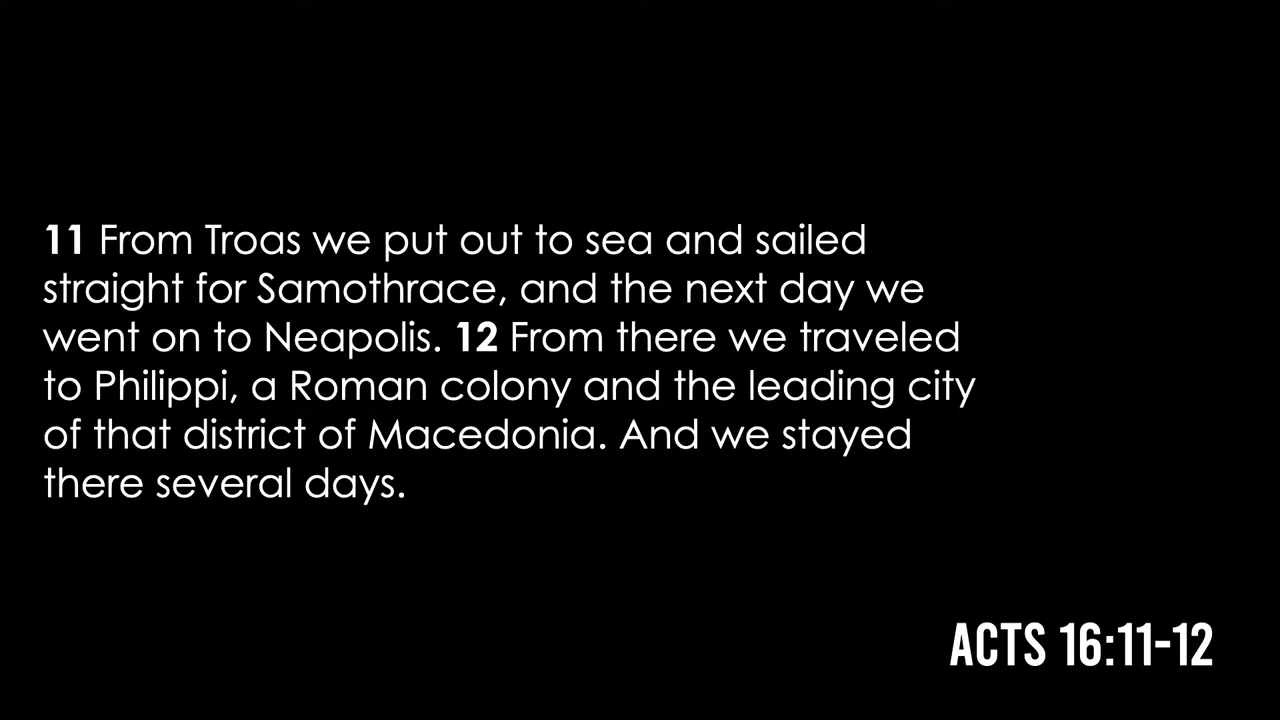 11 From Troas we put out to sea and sailed
straight for Samothrace, and the next day we
went on to Neapolis. 12 From there we traveled
to Philippi, a Roman colony and the leading city
of that district of Macedonia. And we stayed
there several days.
ACTS 16:11-12